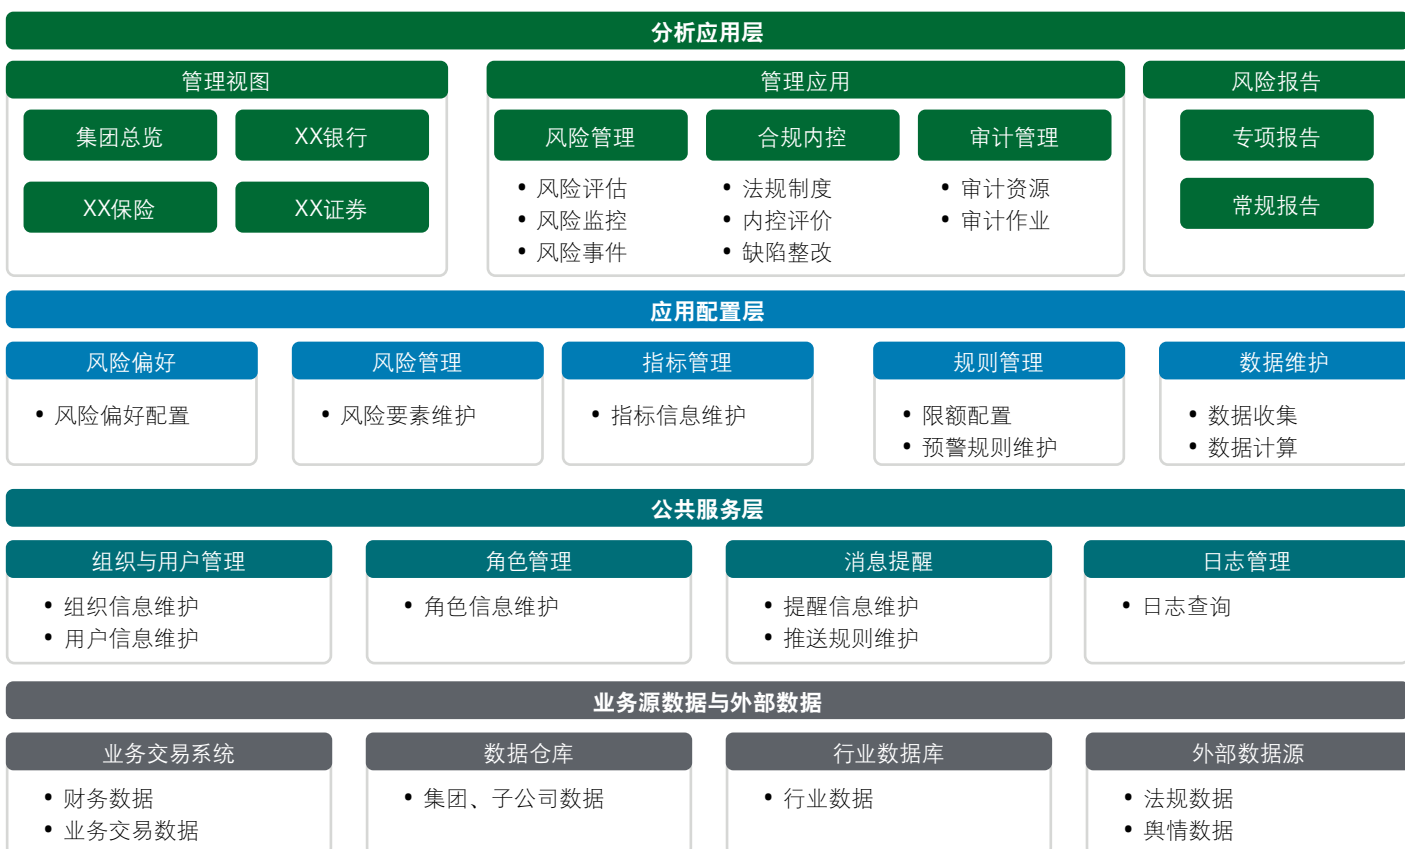 分析应用层
管理视图
集团总览
XX银行
XX保险
XX证券
管理应用
风险管理
• 风险评估
• 风险监控
• 风险事件
合规内控
• 法规制度
• 内控评价
• 缺陷整改
审计管理
• 审计资源
• 审计作业
风险报告
专项报告
常规报告
应用配置层
风险偏好
• 风险偏好配置
风险管理
• 风险要素维护
指标管理
• 指标信息维护
规则管理
• 限额配置
• 预警规则维护
数据维护
• 数据收集
• 数据计算
公共服务层
组织与用户管理
• 组织信息维护
• 用户信息维护
角色管理
• 角色信息维护
消息提醒
• 提醒信息维护
• 推送规则维护
日志管理
• 日志查询
业务源数据与外部数据
业务交易系统
• 财务数据
• 业务交易数据
数据仓库
• 集团、子公司数据
行业数据库
• 行业数据
外部数据源
• 法规数据
• 舆情数据